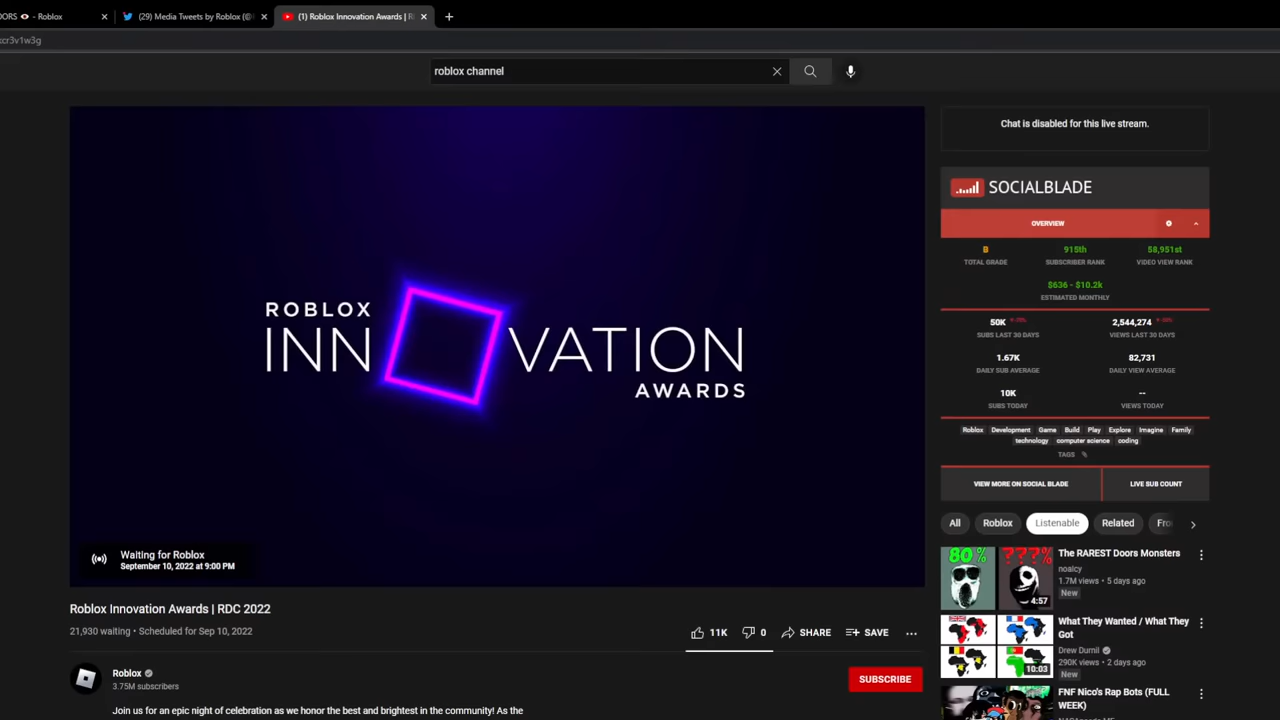 ORS 👁 - Roblox
(29) Media Tweets by Roblox (@
(1) Roblox Innovation Awards | R
cr3v1w3g
roblox channel
Chat is disabled for this live stream.
SOCIALBLADE
OVERVIEW
B
915th
58,951st
TOTAL GRADE
SUBSCRIBER RANK
VIDEO VIEW RANK
$636 - $10.2k
ESTIMATED MONTHLY
50K
2,544,274
SUBS LAST 30 DAYS
VIEWS LAST 30 DAYS
1.67K
82,731
DAILY SUB AVERAGE
DAILY VIEW AVERAGE
10K
--
SUBS TODAY
VIEWS TODAY
Roblox Development Game Build Play Explore Imagine Family
technology computer science coding
TAGS
VIEW MORE ON SOCIAL BLADE
LIVE SUB COUNT
ROBLOX
INNOVATION
AWARDS
Waiting for Roblox
September 10, 2022 at 9:00 PM
All
Roblox
Listenable
Related
Fro
80%
???%
4:57
The RAREST Doors Monsters
noalcy
1.7M views • 5 days ago
New
10:03
What They Wanted / What They
Got
Drew Durnil
290K views • 2 days ago
New
FNF Nico's Rap Bots (FULL
WEEK)
Roblox Innovation Awards | RDC 2022
21,930 waiting • Scheduled for Sep 10, 2022
11K
0
SHARE
SAVE
Roblox
3.75M subscribers
SUBSCRIBE
Join us for an epic night of celebration as we honor the best and brightest in the community! As the